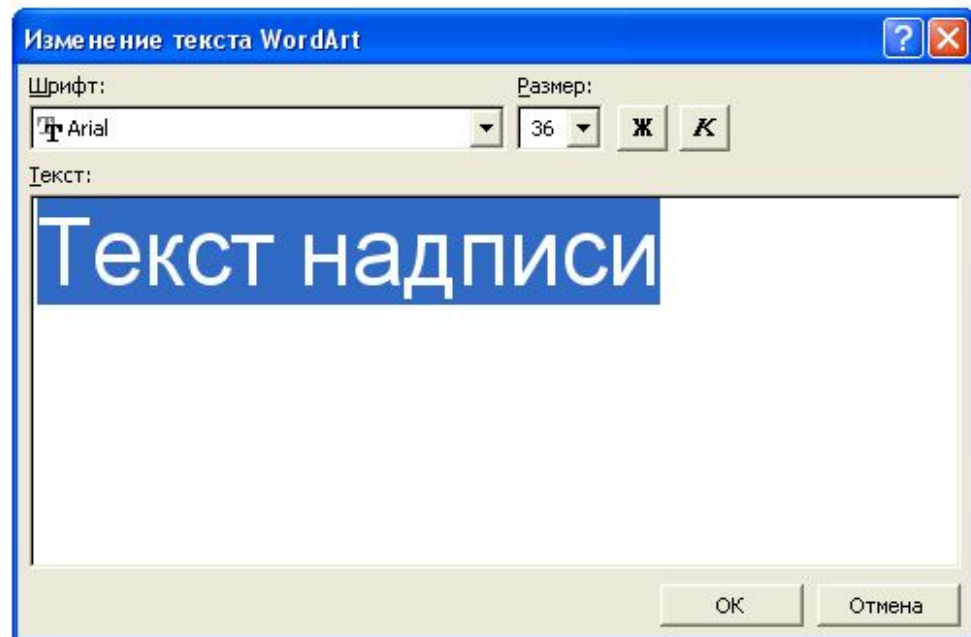 Изменение текста WordArt
Шрифт: Размер:
Arial 36 Ж К
Текст:
Текст надписи
ОК Отмена